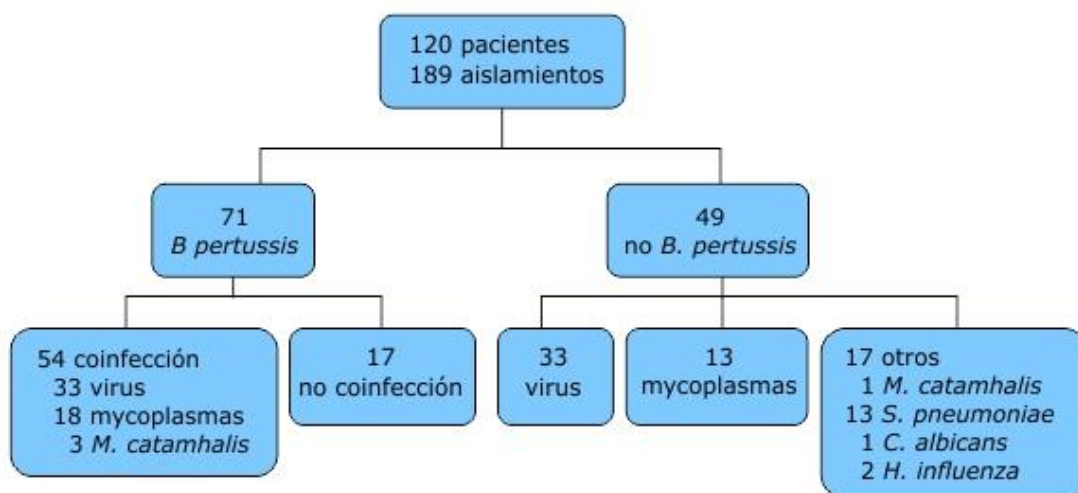 120 pacientes
189 aislamientos
71
B pertussis
49
no B. pertussis
54 coinfección
33 virus
18 mycoplasmas
3 M. catamhalis
17
no coinfección
33
virus
13
mycoplasmas
17 otros
1 M. catamhalis
13 S. pneumoniae
1 C. albicans
2 H. influenza